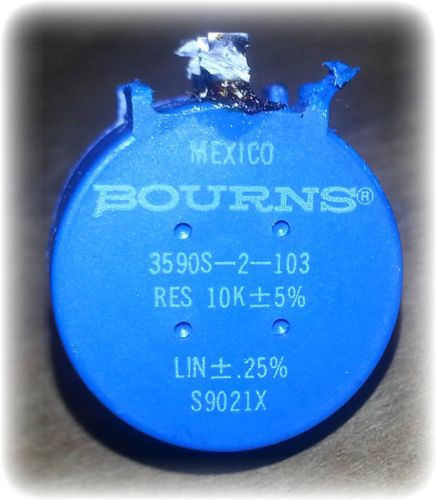 MEXICO
BOURNS®
3590S-2-103
RES 10K±5%
LIN±.25%
S9021X